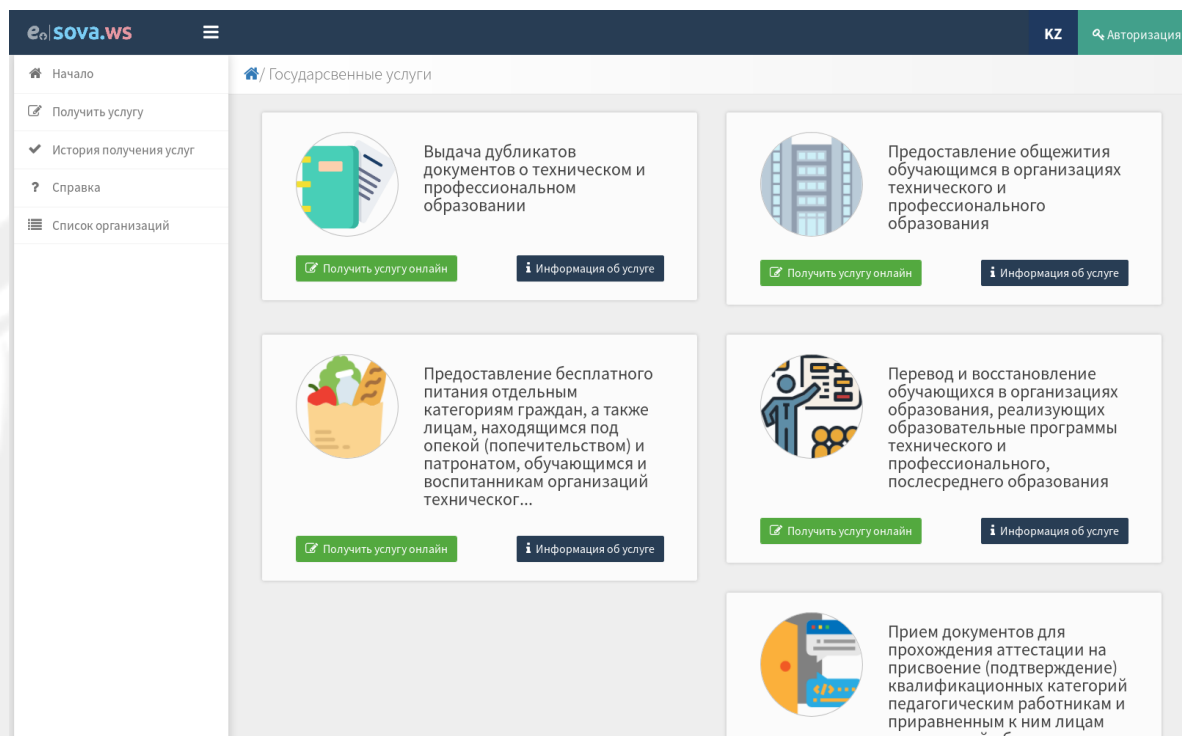 e.|sova.ws
KZ
Авторизация
Начало
Получить услугу
История получения услуг
Справка
Список организаций
/ Государсвенные услуги
Выдача дубликатов
документов о техническом и
профессиональном
образовании
Получить услугу онлайн
Информация об услуге
Предоставление общежития
обучающимся в организациях
технического и
профессионального
образования
Получить услугу онлайн
Информация об услуге
Предоставление бесплатного
питания отдельным
категориям граждан, а также
лицам, находящимся под
опекой (попечительством) и
патронатом, обучающимся и
воспитанникам организаций
техническог...
Получить услугу онлайн
Информация об услуге
Перевод и восстановление
обучающихся в организациях
образования, реализующих
образовательные программы
технического и
профессионального,
послесреднего образования
Получить услугу онлайн
Информация об услуге
Прием документов для
прохождения аттестации на
присвоение (подтверждение)
квалификационных категорий
педагогическим работникам и
приравненным к ним лицам